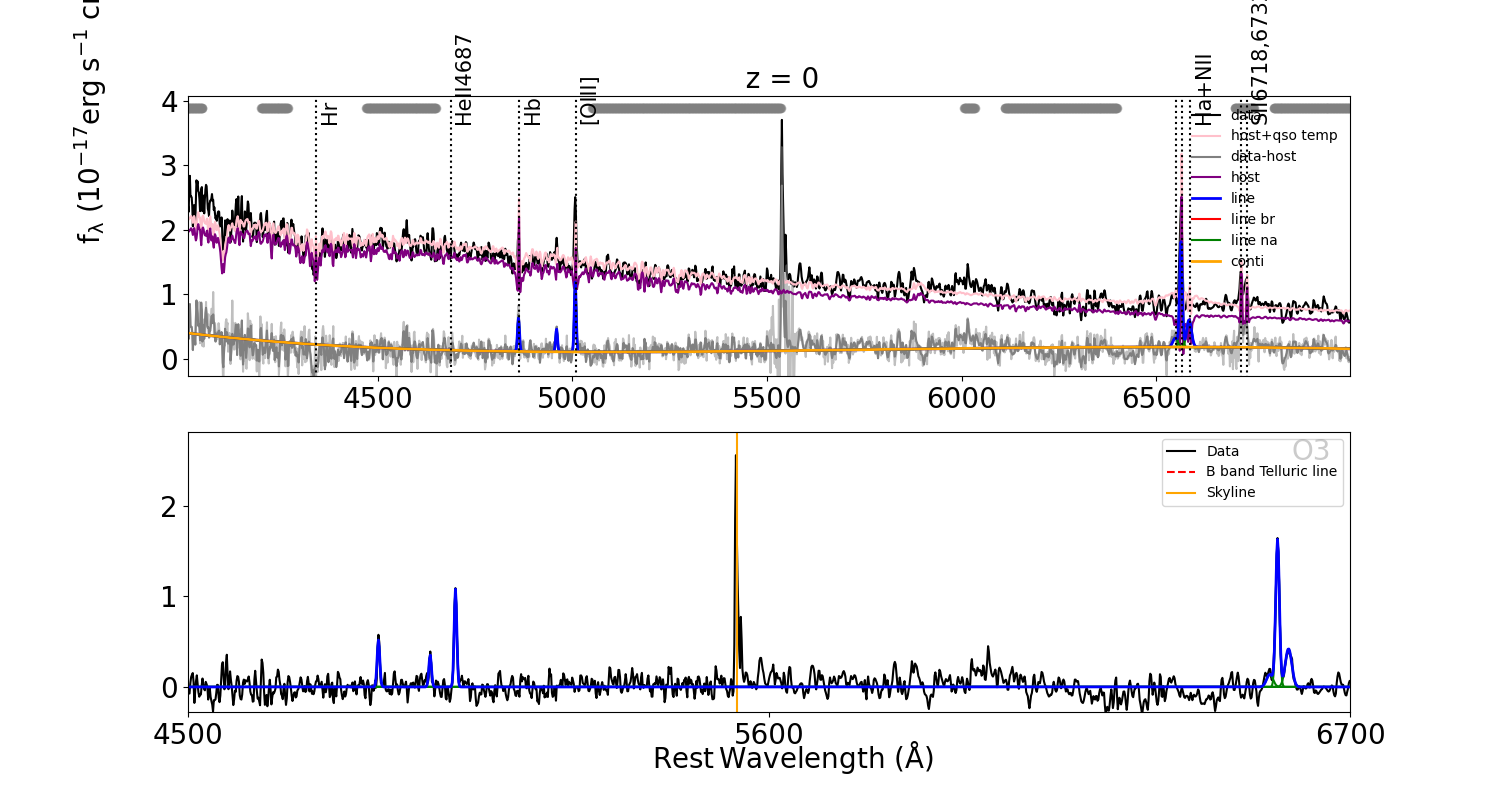 z = 0
f_λ (10^−17 erg s^−1
Hr
HeII4687
Hb
[OIII]
Ha+NII
SII6718,673
data
host+qso temp
data-host
host
line
line br
line na
conti
4
3
2
1
0
4500
5000
5500
6000
6500
O3
Data
B band Telluric line
Skyline
2
1
0
4500
5600
6700
Rest Wavelength (Å)